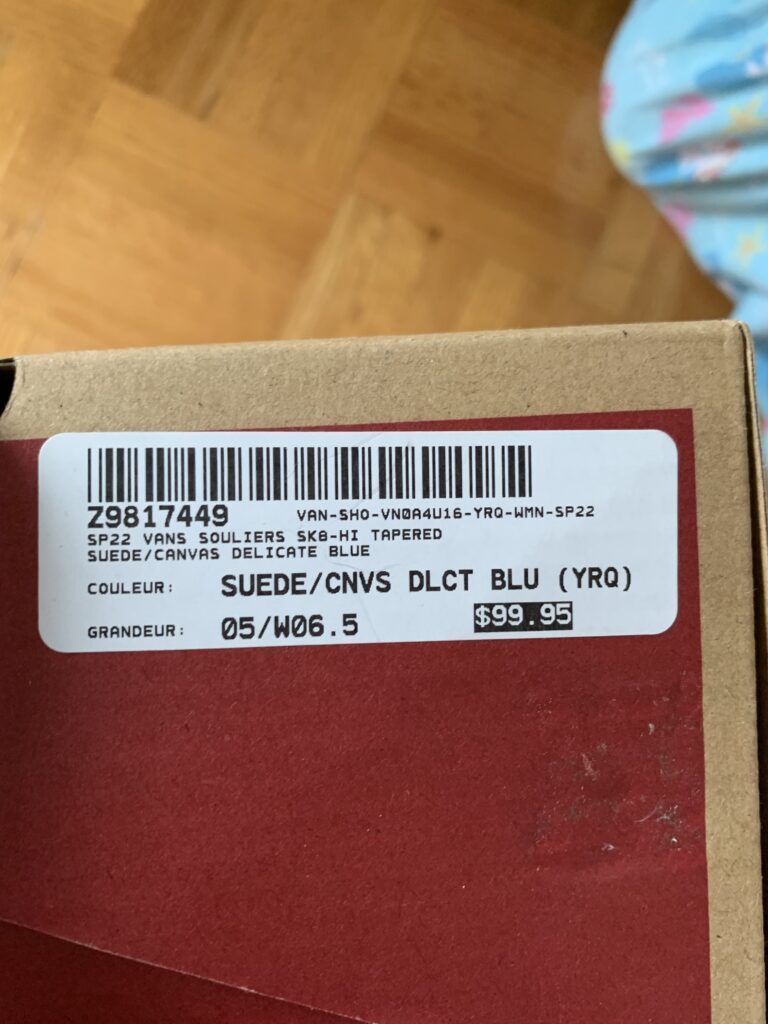 Z9817449 VAN-SHO-VN0A4U16-YRQ-WMN-SP22
SP22 VANS SOULIERS SK8-HI TAPERED
SUEDE/CANVAS DELICATE BLUE
COULEUR: SUEDE/CNVS DLCT BLU (YRQ)
GRANDEUR: 05/W06.5 $99.95